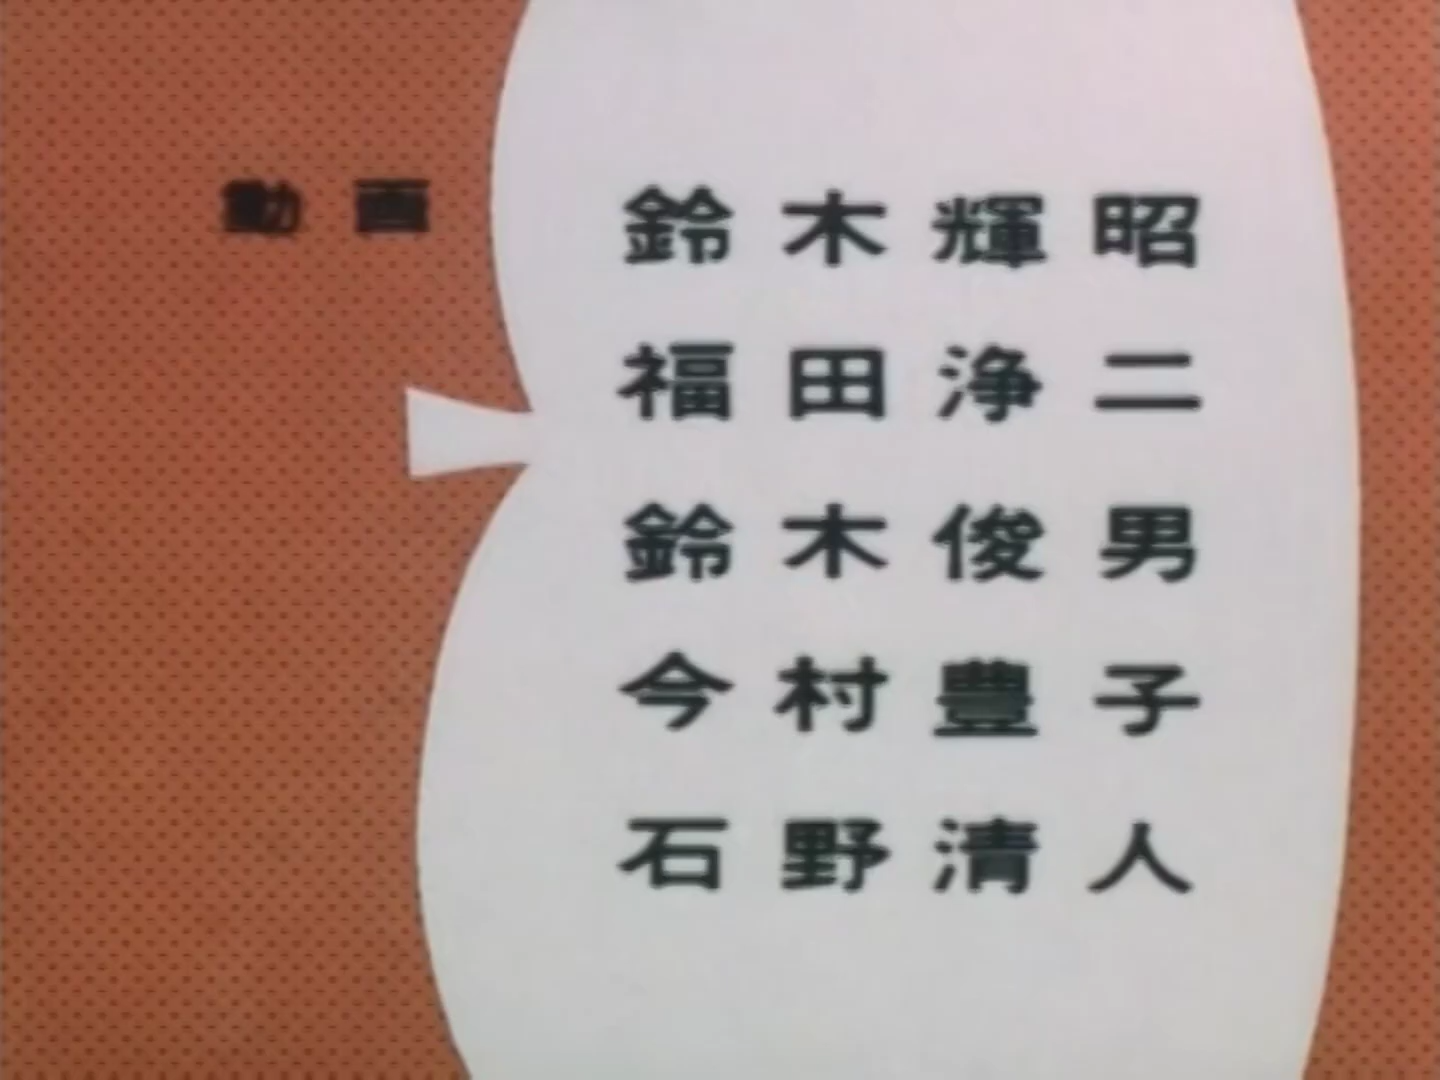 動画
鈴木輝昭
福田浄二
鈴木俊男
今村豊子
石野清人